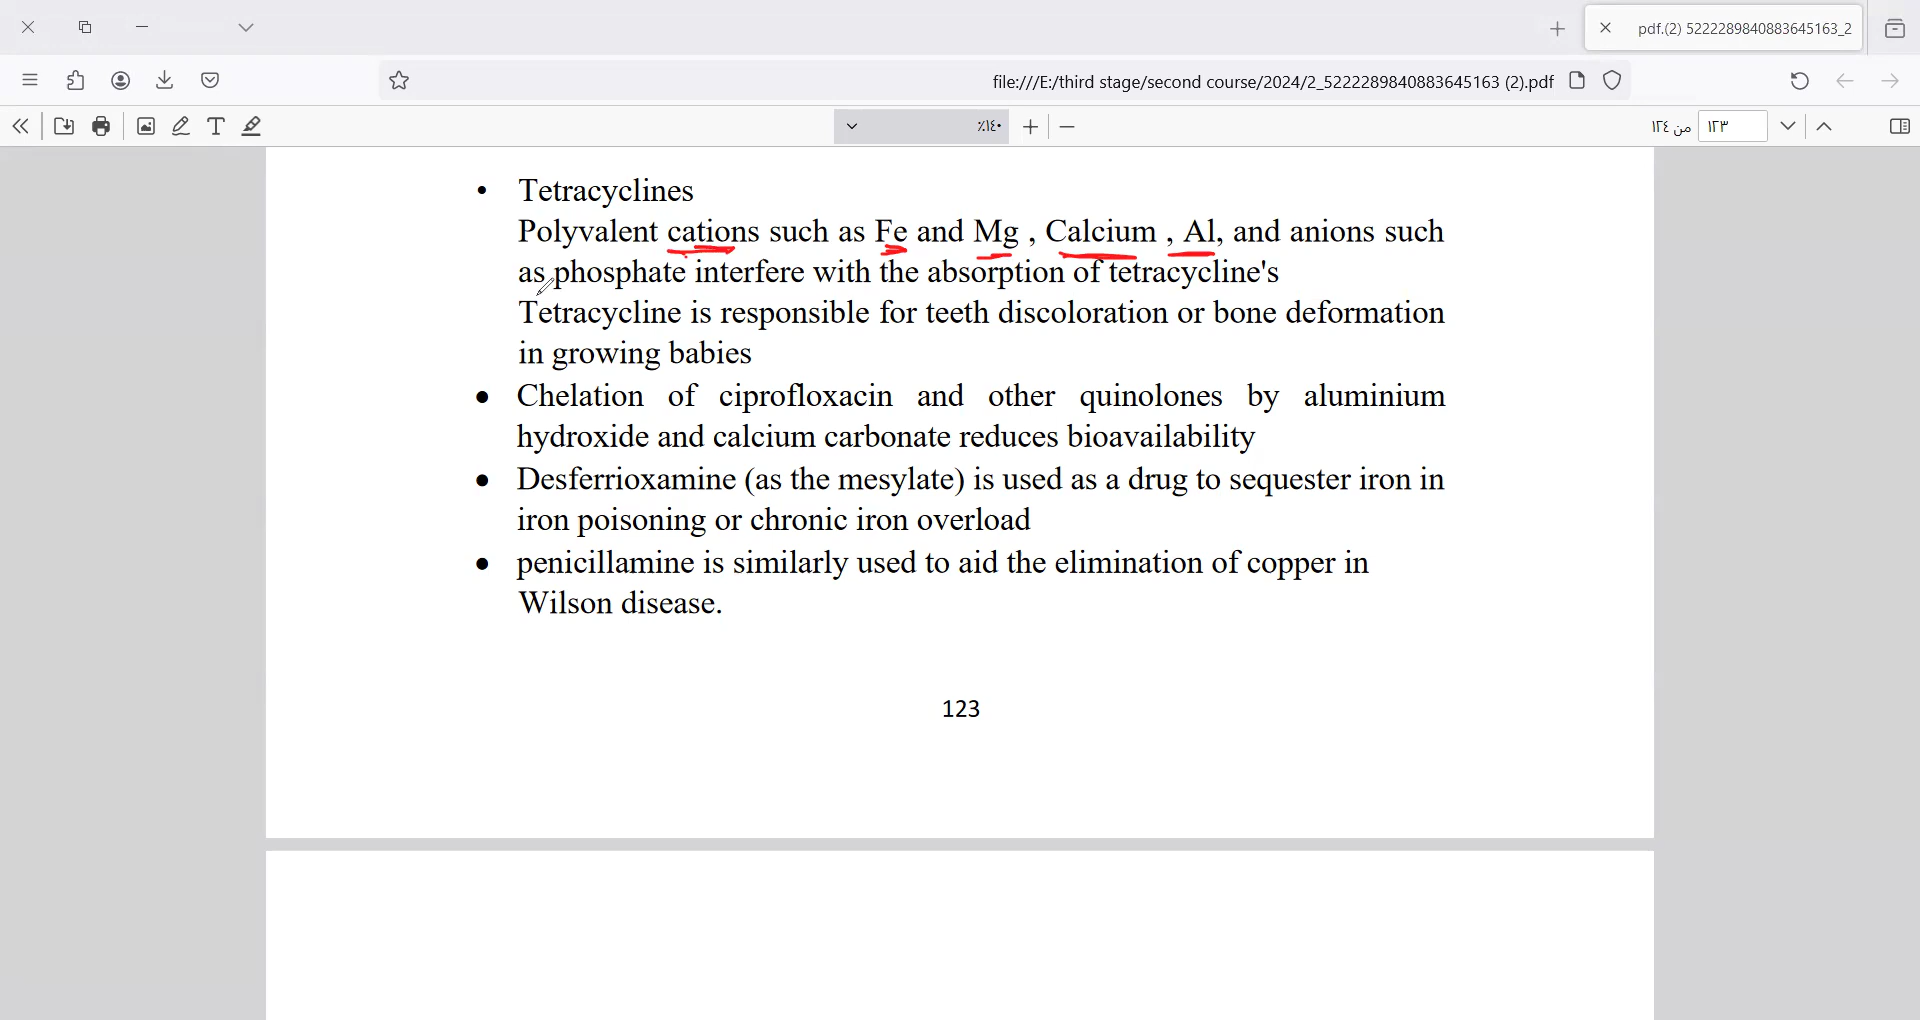 pdf.(2) 5222289840883645163_2
file:///E:/third stage/second course/2024/2_5222289840883645163 (2).pdf
٪١٤٠
١٢٣ من ١٢٤
• Tetracyclines
Polyvalent cations such as Fe and Mg , Calcium , Al, and anions such
as phosphate interfere with the absorption of tetracycline's
Tetracycline is responsible for teeth discoloration or bone deformation
in growing babies
● Chelation of ciprofloxacin and other quinolones by aluminium
hydroxide and calcium carbonate reduces bioavailability
● Desferrioxamine (as the mesylate) is used as a drug to sequester iron in
iron poisoning or chronic iron overload
● penicillamine is similarly used to aid the elimination of copper in
Wilson disease.
123